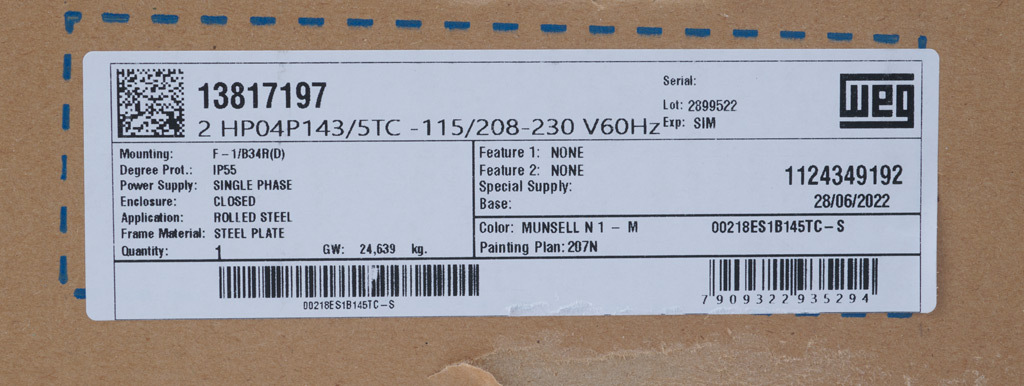 13817197
2 HP04P143/5TC -115/208-230 V60Hz
Serial:
Lot: 2899522
Exp: SIM
WEG
Mounting: F-1/B34R(D)
Degree Prot.: IP55
Power Supply: SINGLE PHASE
Enclosure: CLOSED
Application: ROLLED STEEL
Frame Material: STEEL PLATE
Quantity: 1 GW: 24,639 kg.
Feature 1: NONE
Feature 2: NONE
Special Supply:
Base:
1124349192
28/06/2022
Color: MUNSELL N 1 - M 00218ES1B145TC-S
Painting Plan: 207N
00218ES1B145TC-S
7 909322 935294